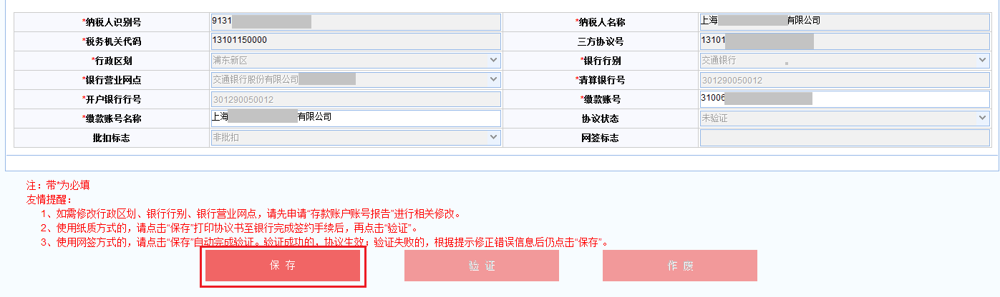 *纳税人识别号 9131 *纳税人名称 上海 有限公司
*税务机关代码 13101150000 三方协议号 13101
*行政区划 浦东新区 *银行行别 交通银行
*银行营业网点 交通银行股份有限公司 *清算银行号 301290050012
*开户银行行号 301290050012 *缴款账号 31006
*缴款账号名称 上海 有限公司 协议状态 未验证
批扣标志 非批扣 网签标志
注：带*为必填
友情提醒：
1、如需修改行政区划、银行行别、银行营业网点，请先申请“存款账户账号报告”进行相关修改。
2、使用纸质方式的，请点击“保存”打印协议书至银行完成签约手续后，再点击“验证”。
3、使用网签方式的，请点击“保存”自动完成验证。验证成功的，协议生效；验证失败的，根据提示修正错误信息后仍点击“保存”。
保 存 验 证 作 废